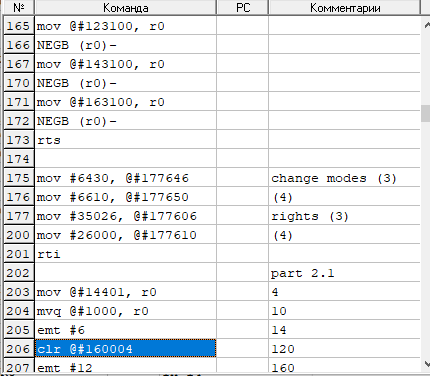 № Команда PC Комментарии
165 mov @#123100, r0
166 NEGB (r0)-
167 mov @#143100, r0
170 NEGB (r0)-
171 mov @#163100, r0
172 NEGB (r0)-
173 rts
174
175 mov #6430, @#177646 change modes (3)
176 mov #6610, @#177650 (4)
177 mov #35026, @#177606 rights (3)
200 mov #26000, @#177610 (4)
201 rti
202 part 2.1
203 mov @#14401, r0 4
204 mvq @#1000, r0 10
205 emt #6 14
206 clr @#160004 120
207 emt #12 160